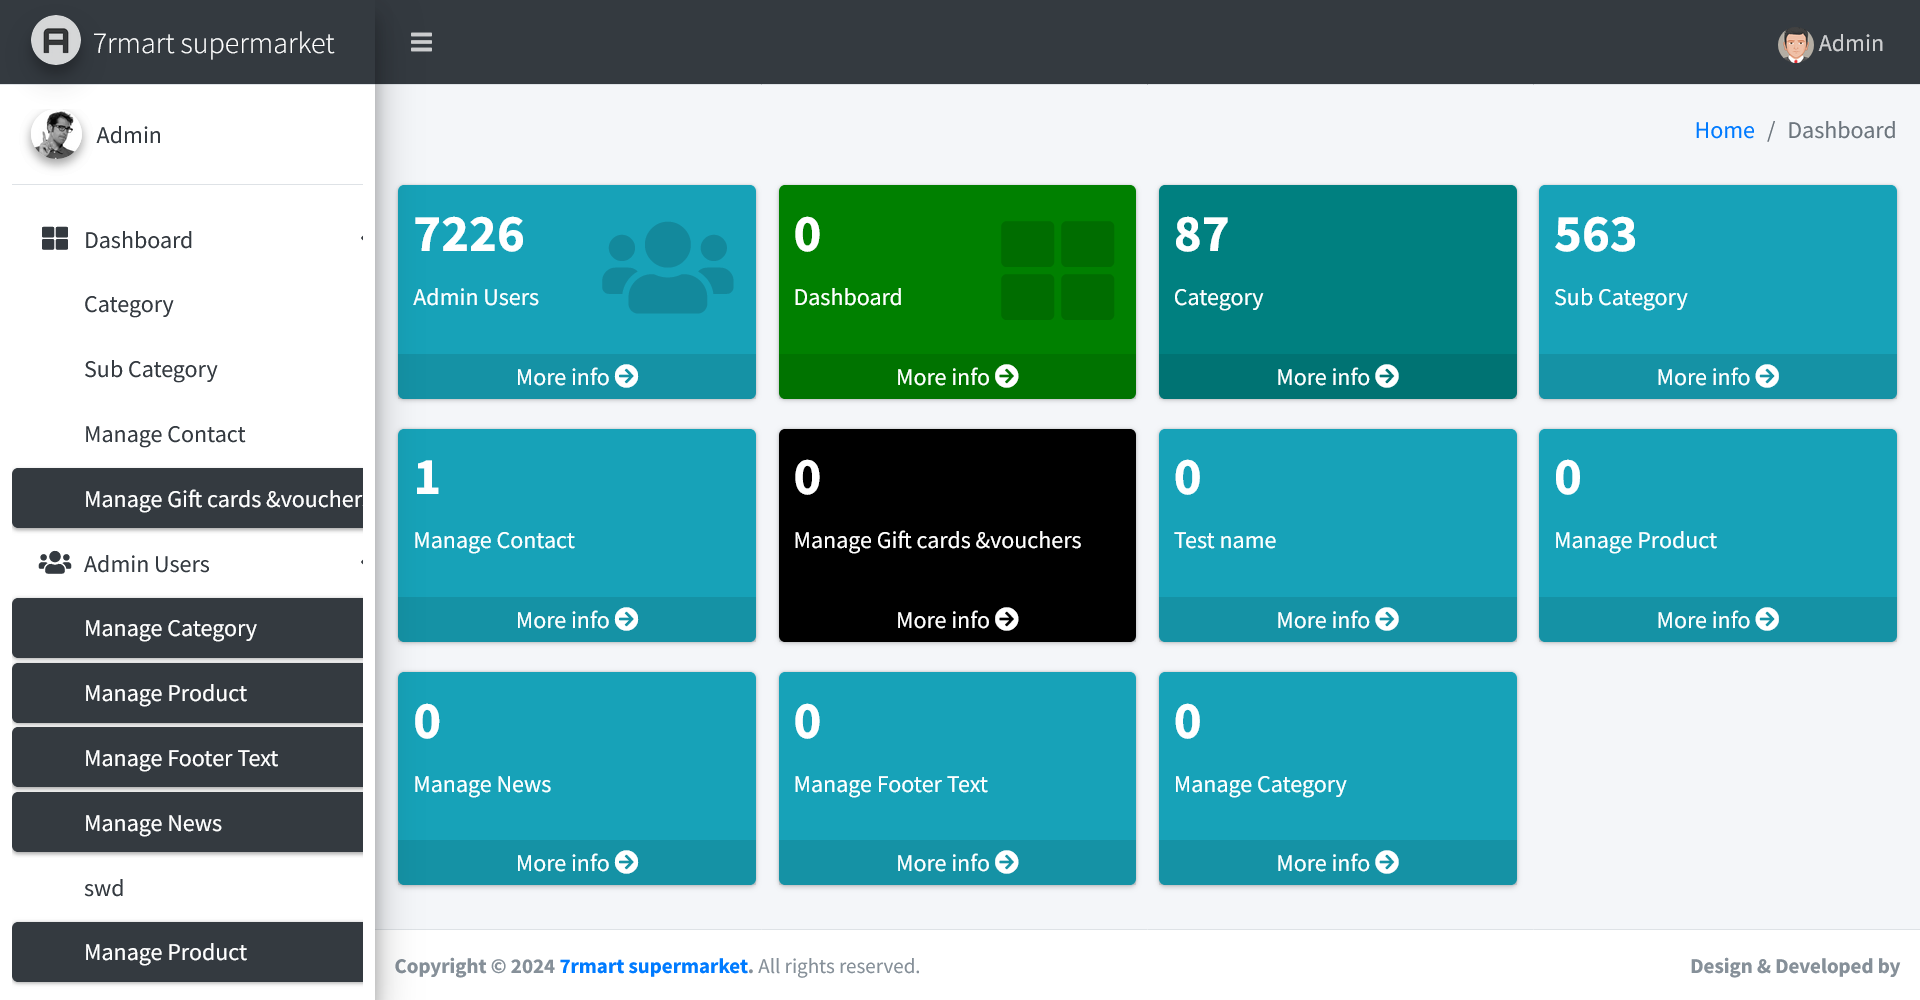 7rmart supermarket
Admin
Admin
Home / Dashboard
Dashboard
Category
Sub Category
Manage Contact
Manage Gift cards &voucher
Admin Users
Manage Category
Manage Product
Manage Footer Text
Manage News
swd
Manage Product
7226
Admin Users
More info
0
Dashboard
More info
87
Category
More info
563
Sub Category
More info
1
Manage Contact
More info
0
Manage Gift cards &vouchers
More info
0
Test name
More info
0
Manage Product
More info
0
Manage News
More info
0
Manage Footer Text
More info
0
Manage Category
More info
Copyright © 2024 7rmart supermarket. All rights reserved.
Design & Developed by